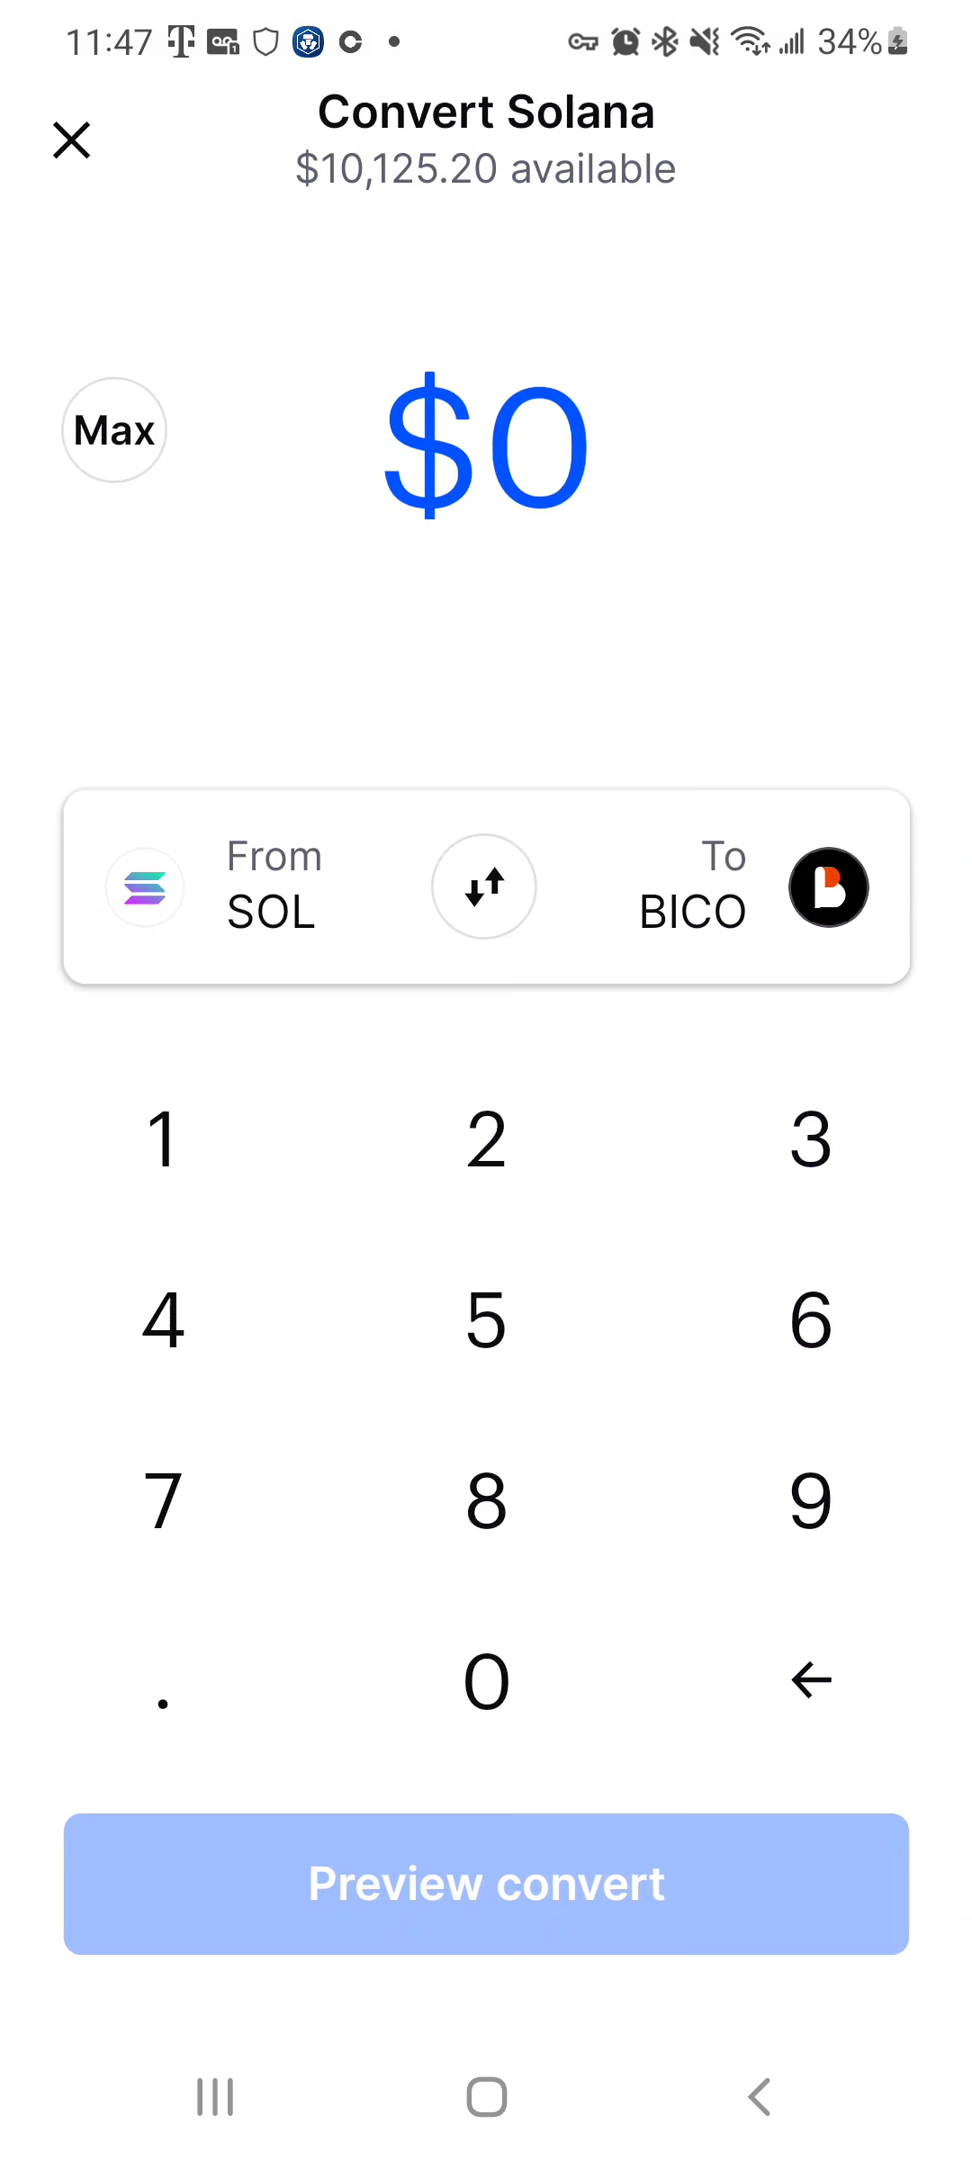 11:47 34%
Convert Solana
$10,125.20 available
Max
$0
From
SOL
To
BICO
1 2 3
4 5 6
7 8 9
. 0
Preview convert